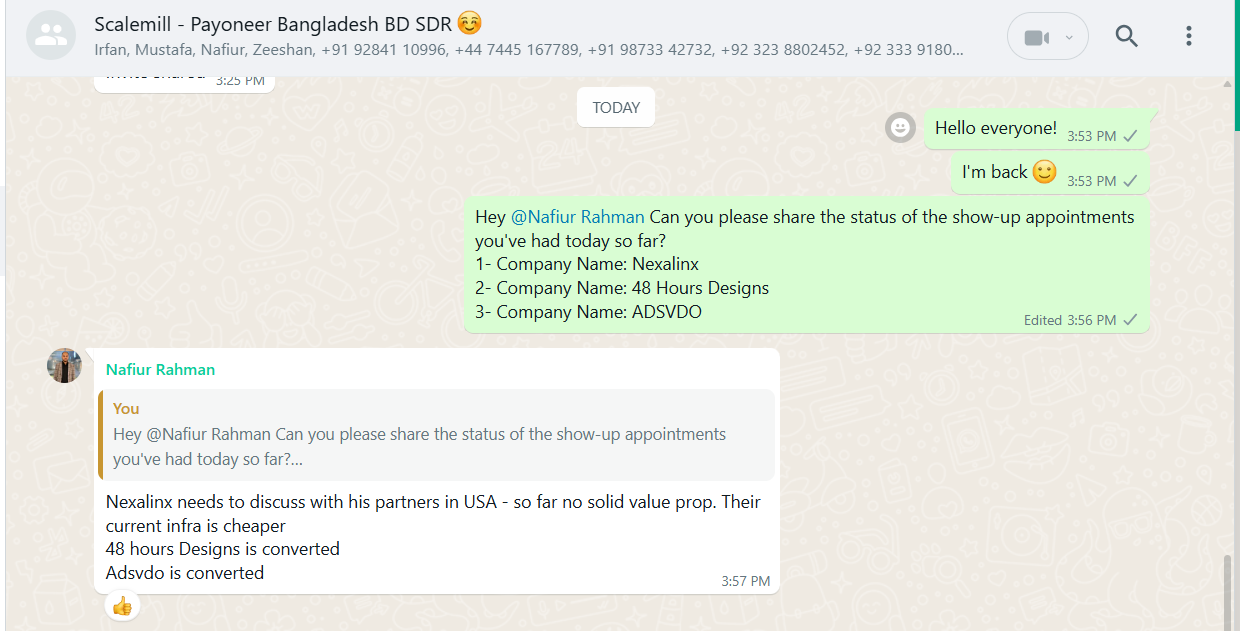 Scalemill - Payoneer Bangladesh BD SDR 😊
Irfan, Mustafa, Nafiur, Zeeshan, +91 92841 10996, +44 7445 167789, +91 98733 42732, +92 323 8802452, +92 333 9180...
3:25 PM
TODAY
Hello everyone! 3:53 PM
I'm back 🙂 3:53 PM
Hey @Nafiur Rahman Can you please share the status of the show-up appointments
you've had today so far?
1- Company Name: Nexalinx
2- Company Name: 48 Hours Designs
3- Company Name: ADSVDO
Edited 3:56 PM
Nafiur Rahman
You
Hey @Nafiur Rahman Can you please share the status of the show-up appointments
you've had today so far?...
Nexalinx needs to discuss with his partners in USA - so far no solid value prop. Their
current infra is cheaper
48 hours Designs is converted
Adsvdo is converted
3:57 PM
👍